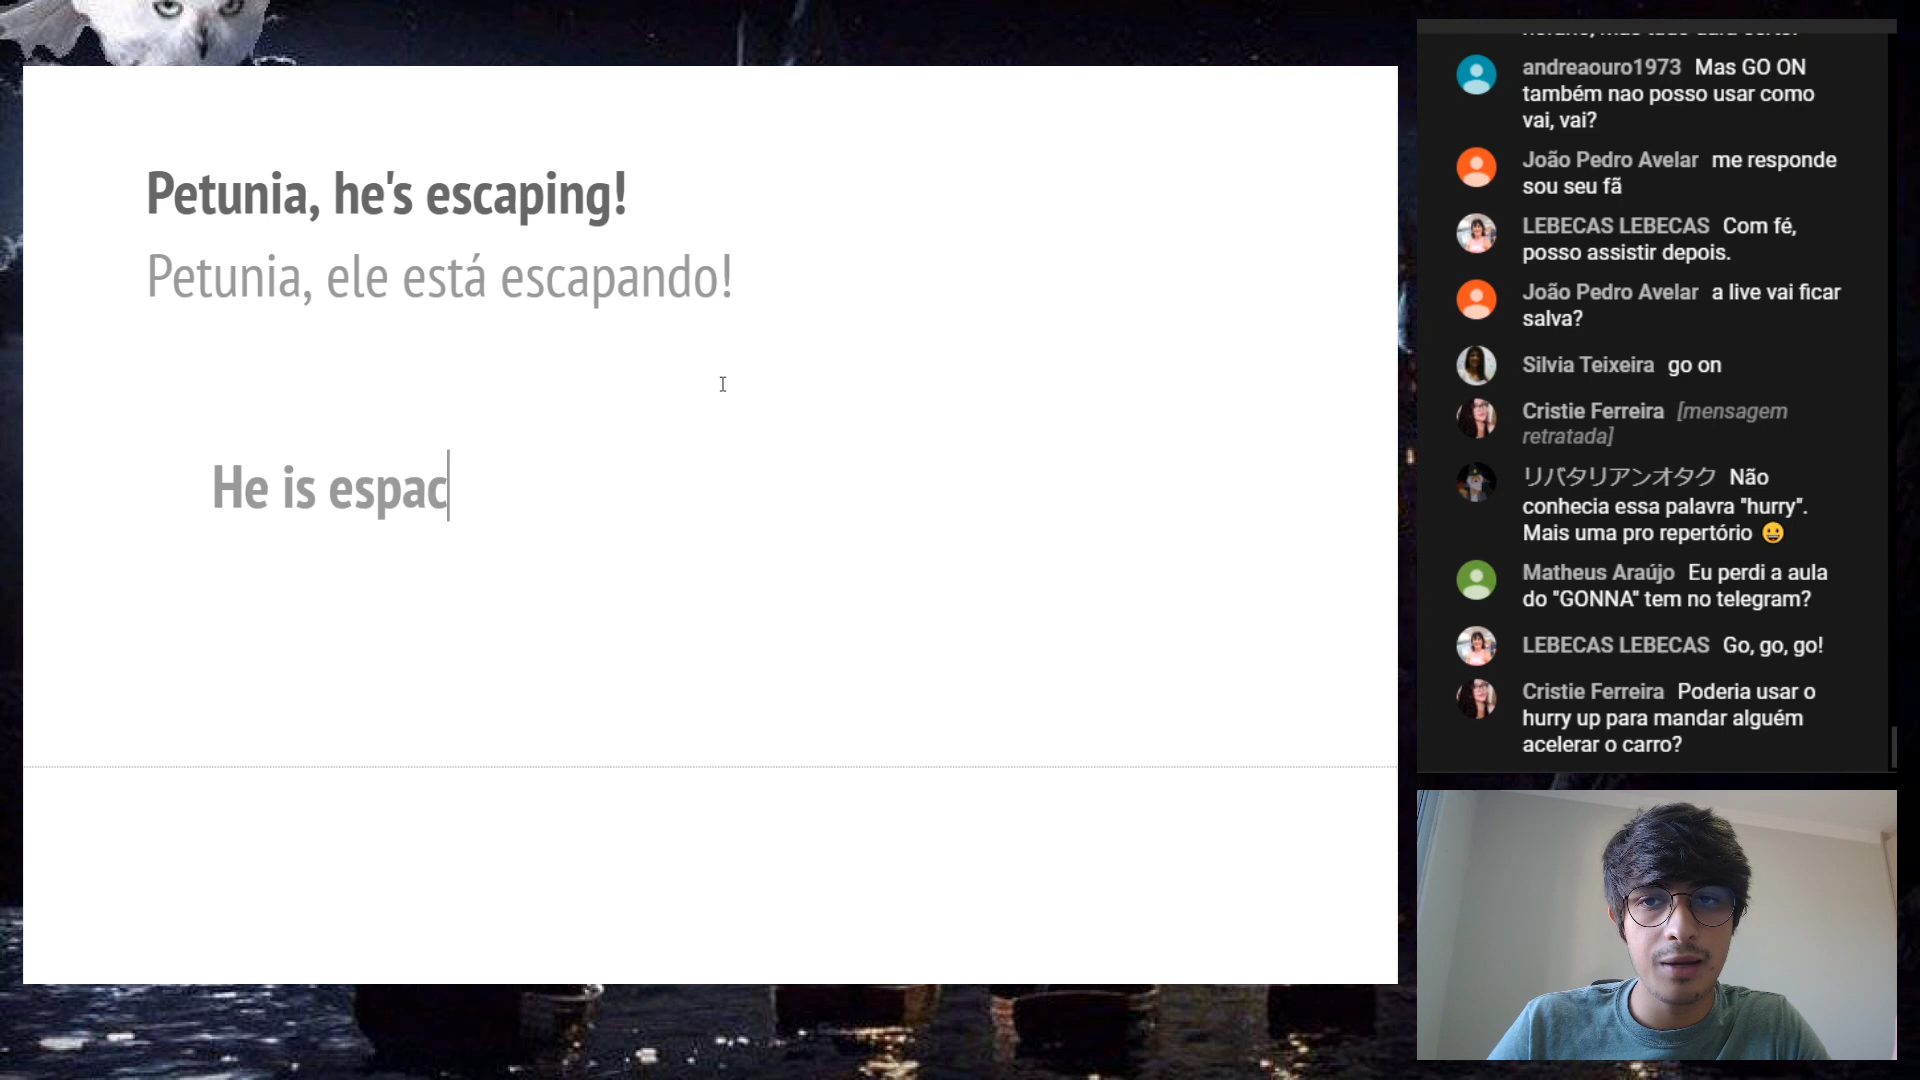 Petunia, he's escaping!
Petunia, ele está escapando!
He is espac
andreaouro1973 Mas GO ON
também nao posso usar como
vai, vai?
João Pedro Avelar me responde
sou seu fã
LEBECAS LEBECAS Com fé,
posso assistir depois.
João Pedro Avelar a live vai ficar
salva?
Silvia Teixeira go on
Cristie Ferreira [mensagem
retratada]
リバタリアンオタク Não
conhecia essa palavra "hurry".
Mais uma pro repertório 😀
Matheus Araújo Eu perdi a aula
do "GONNA" tem no telegram?
LEBECAS LEBECAS Go, go, go!
Cristie Ferreira Poderia usar o
hurry up para mandar alguém
acelerar o carro?